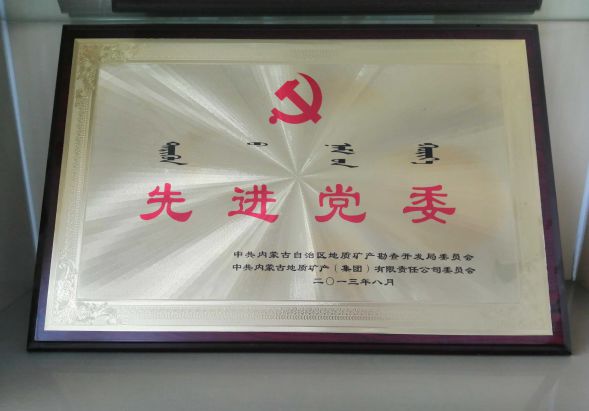 先进党委
中共内蒙古自治区地质矿产勘查开发局委员会
中共内蒙古地质矿产（集团）有限责任公司委员会
二〇一三年八月